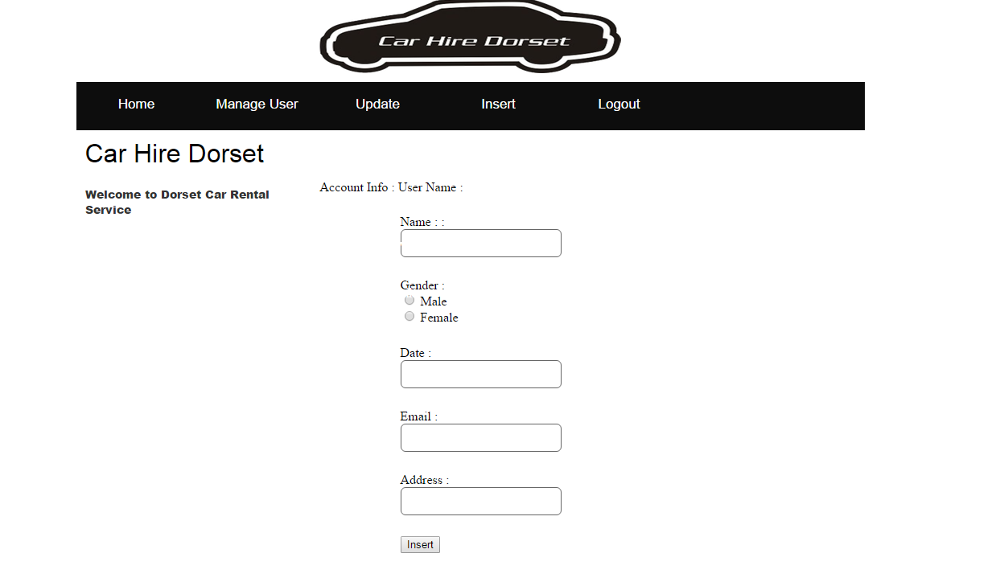 Car Hire Dorset
Home Manage User Update Insert Logout
Car Hire Dorset
Welcome to Dorset Car Rental
Service
Account Info : User Name :
Name : :
Gender :
Male
Female
Date :
Email :
Address :
Insert